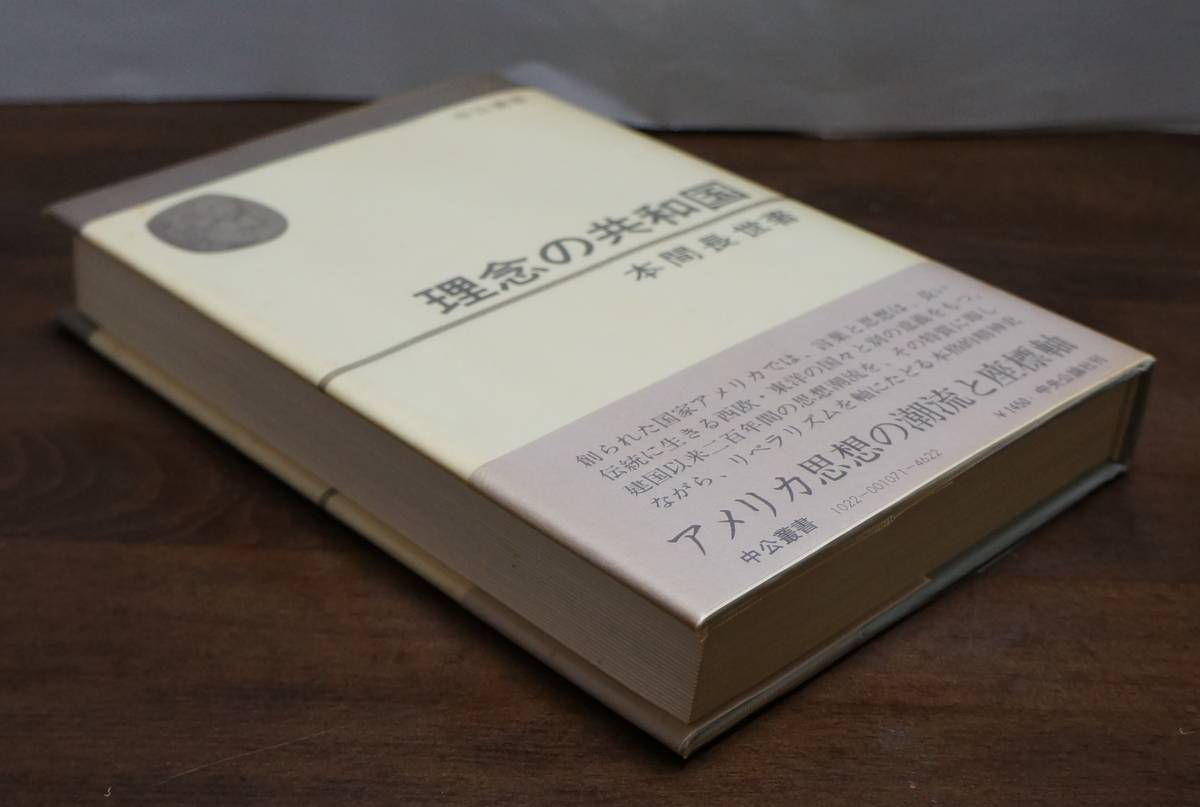 中公叢書
理念の共和国
本間長世著
創られた国家アメリカでは、言葉と思想は、長い
伝統に生きる西欧・東洋の国々と別の意義をもつ。
建国以来二百年間の思想潮流を、その特質に即し
ながら、リベラリズムを軸にたどる本格的精神史
アメリカ思想の潮流と座標軸
中公叢書
1022-001071-4622
¥1450・中央公論社刊